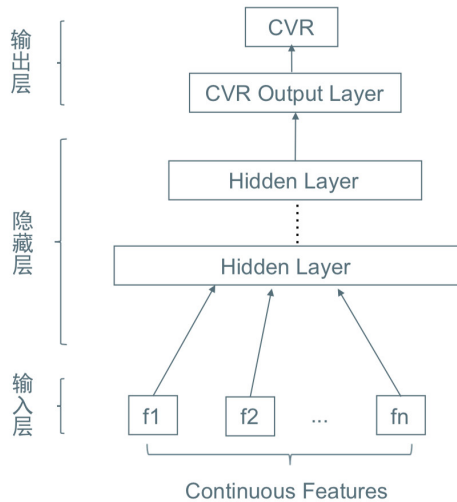 输出层
CVR
CVR Output Layer
隐藏层
Hidden Layer
Hidden Layer
输入层
f1
f2
...
fn
Continuous Features